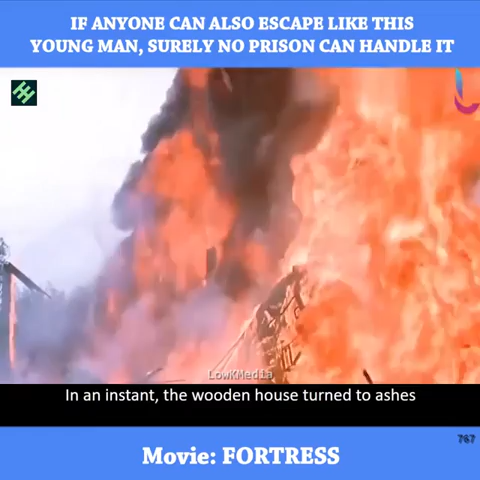 IF ANYONE CAN ALSO ESCAPE LIKE THIS
YOUNG MAN, SURELY NO PRISON CAN HANDLE IT
LowKMedia
In an instant, the wooden house turned to ashes
767
Movie: FORTRESS